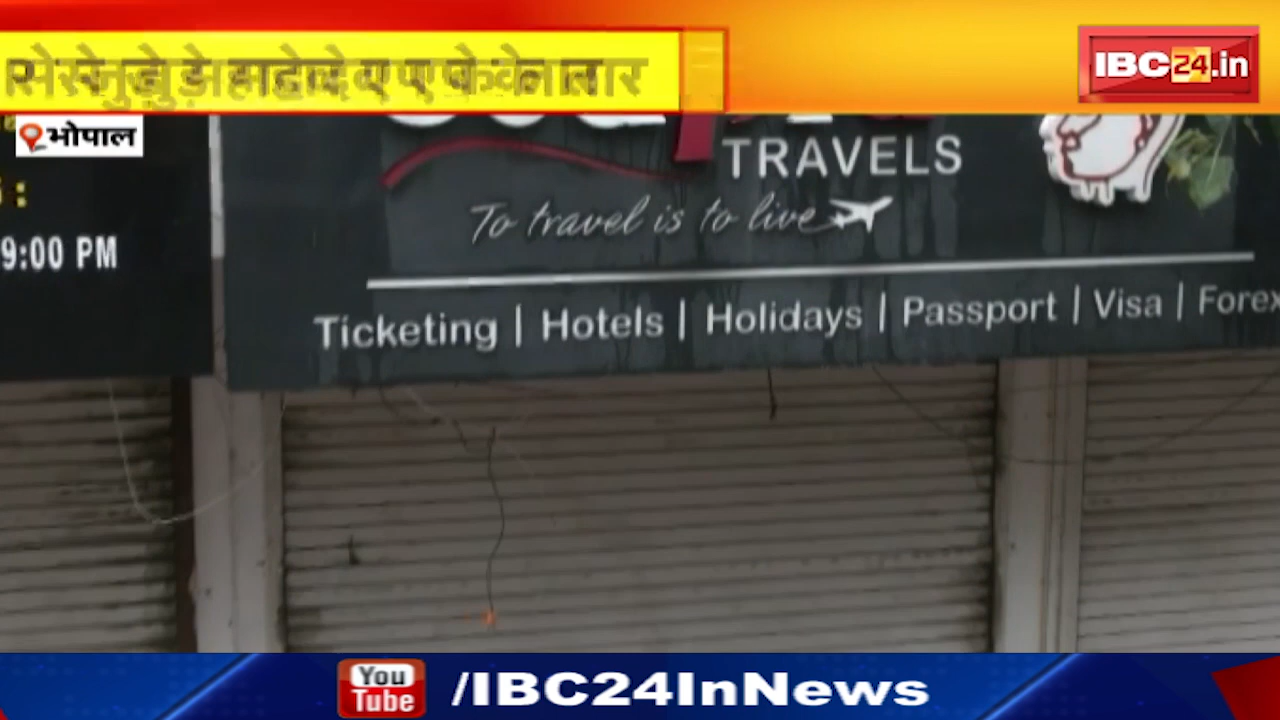 IBC24.in
भोपाल
TRAVELS
To travel is to live
9:00 PM
Ticketing | Hotels | Holidays | Passport | Visa | Forex
You
Tube
/IBC24InNews